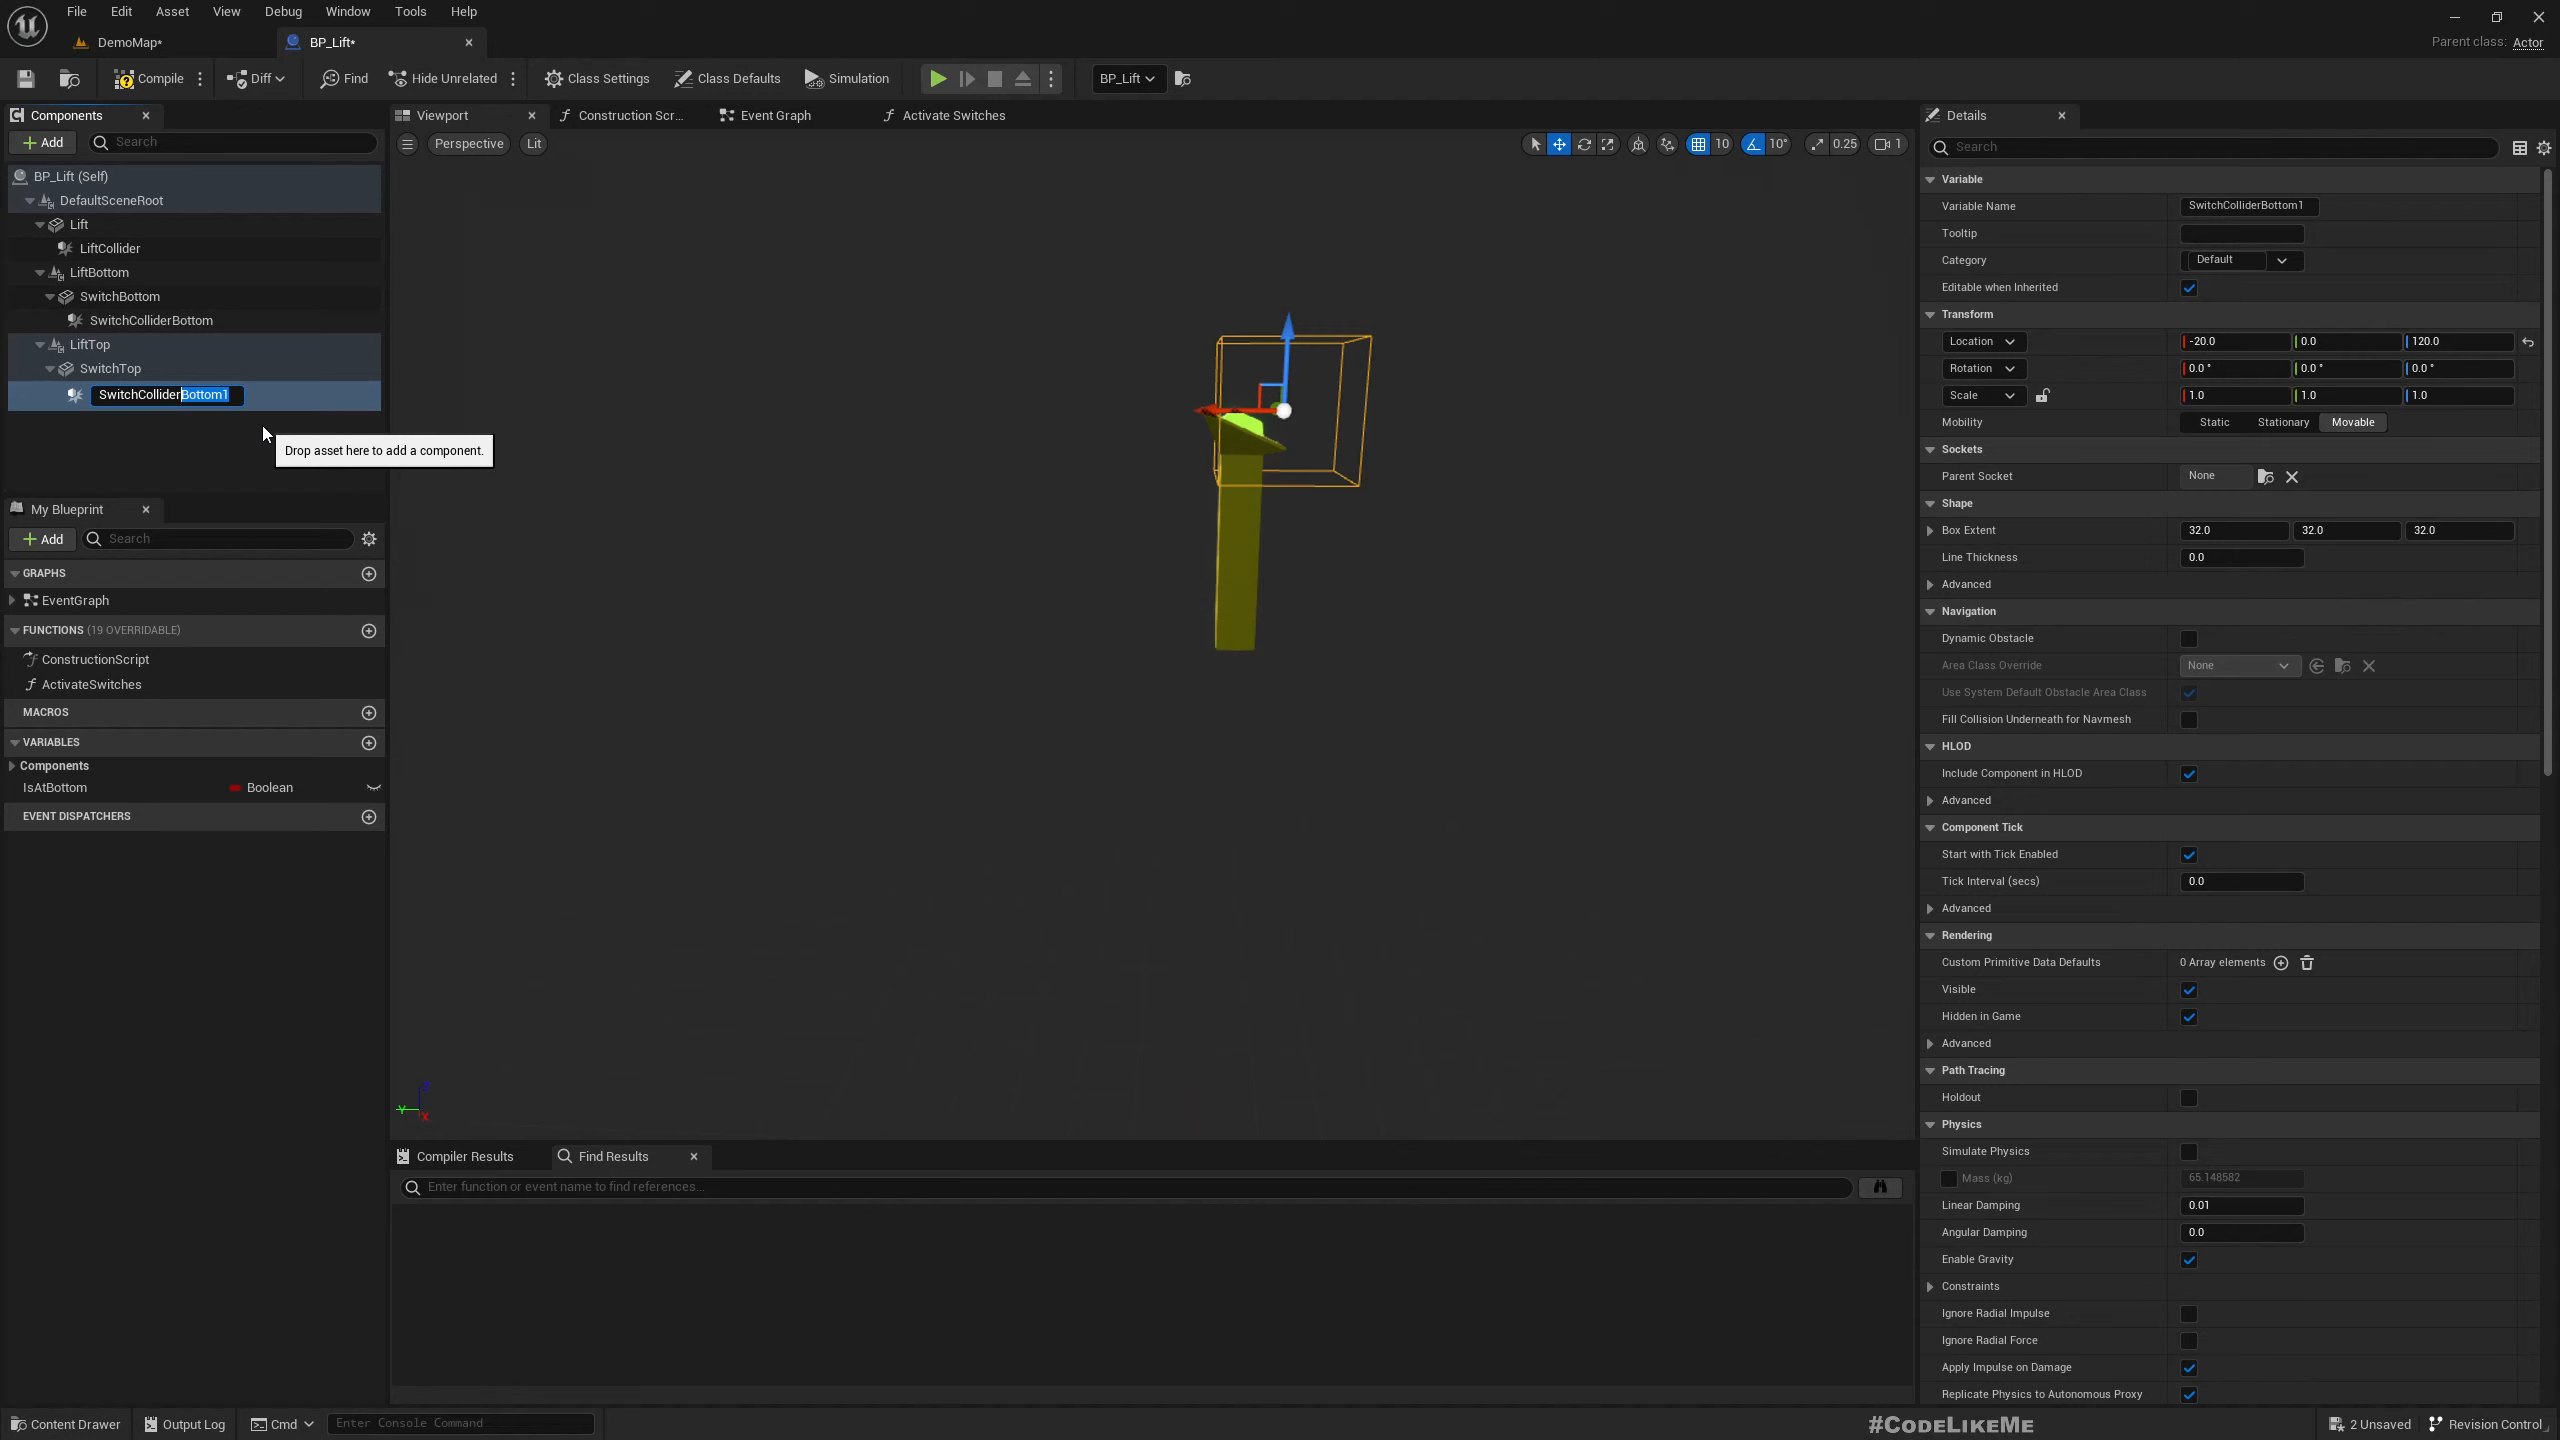 File Edit Asset View Debug Window Tools Help
DemoMap* BP_Lift*
Parent class: Actor
Compile Diff Find Hide Unrelated Class Settings Class Defaults Simulation BP_Lift
Components
Add Search
BP_Lift (Self)
DefaultSceneRoot
Lift
LiftCollider
LiftBottom
SwitchBottom
SwitchColliderBottom
LiftTop
SwitchTop
SwitchColliderBottom1
Drop asset here to add a component.
My Blueprint
Add Search
GRAPHS
EventGraph
FUNCTIONS (19 OVERRIDABLE)
ConstructionScript
ActivateSwitches
MACROS
VARIABLES
Components
IsAtBottom Boolean
EVENT DISPATCHERS
Viewport Construction Scr... Event Graph Activate Switches
Perspective Lit 10 10° 0.25 1
Z
Y
X
Compiler Results Find Results
Enter function or event name to find references...
Details
Search
Variable
Variable Name SwitchColliderBottom1
Tooltip
Category Default
Editable when Inherited
Transform
Location -20.0 0.0 120.0
Rotation 0.0 ° 0.0 ° 0.0 °
Scale 1.0 1.0 1.0
Mobility Static Stationary Movable
Sockets
Parent Socket None
Shape
Box Extent 32.0 32.0 32.0
Line Thickness 0.0
Advanced
Navigation
Dynamic Obstacle
Area Class Override None
Use System Default Obstacle Area Class
Fill Collision Underneath for Navmesh
HLOD
Include Component in HLOD
Advanced
Component Tick
Start with Tick Enabled
Tick Interval (secs) 0.0
Advanced
Rendering
Custom Primitive Data Defaults 0 Array elements
Visible
Hidden in Game
Advanced
Path Tracing
Holdout
Physics
Simulate Physics
Mass (kg) 65.148582
Linear Damping 0.01
Angular Damping 0.0
Enable Gravity
Constraints
Ignore Radial Impulse
Ignore Radial Force
Apply Impulse on Damage
Replicate Physics to Autonomous Proxy
Content Drawer Output Log Cmd Enter Console Command
#CODELIKEME
2 Unsaved Revision Control